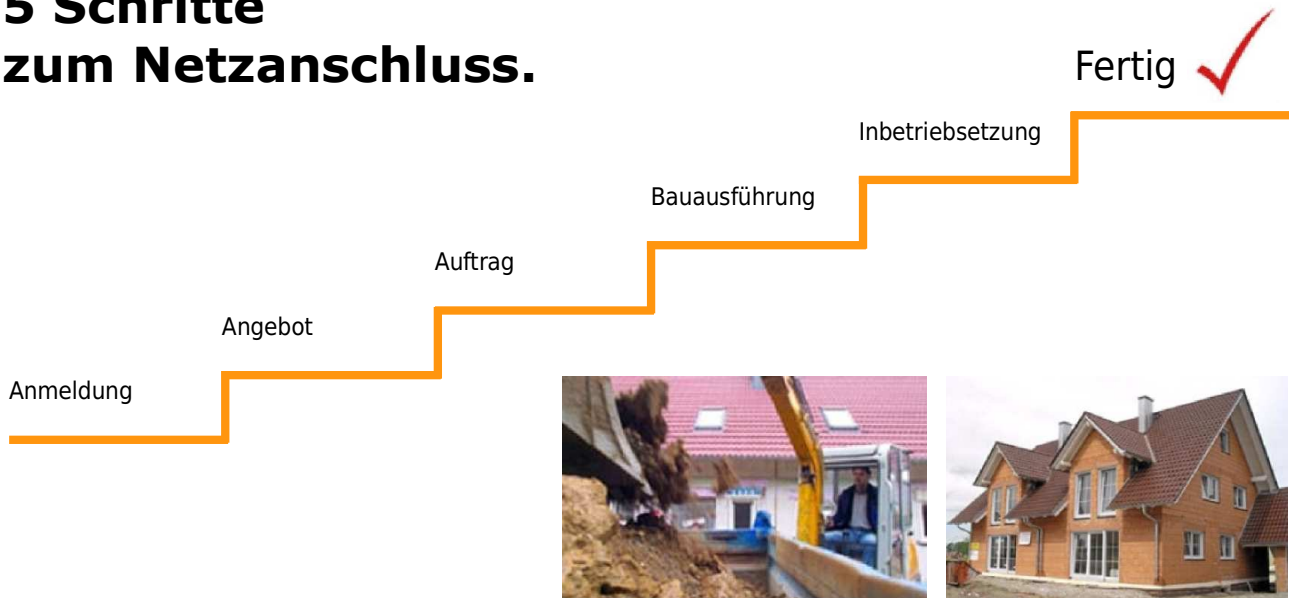 5 Schritte
zum Netzanschluss.
Fertig
Inbetriebsetzung
Bauausführung
Auftrag
Angebot
Anmeldung